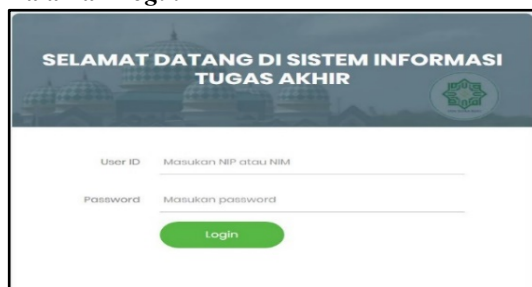 SELAMAT DATANG DI SISTEM INFORMASI
TUGAS AKHIR
User ID Masukan NIP atau NIM
Password Masukan password
Login